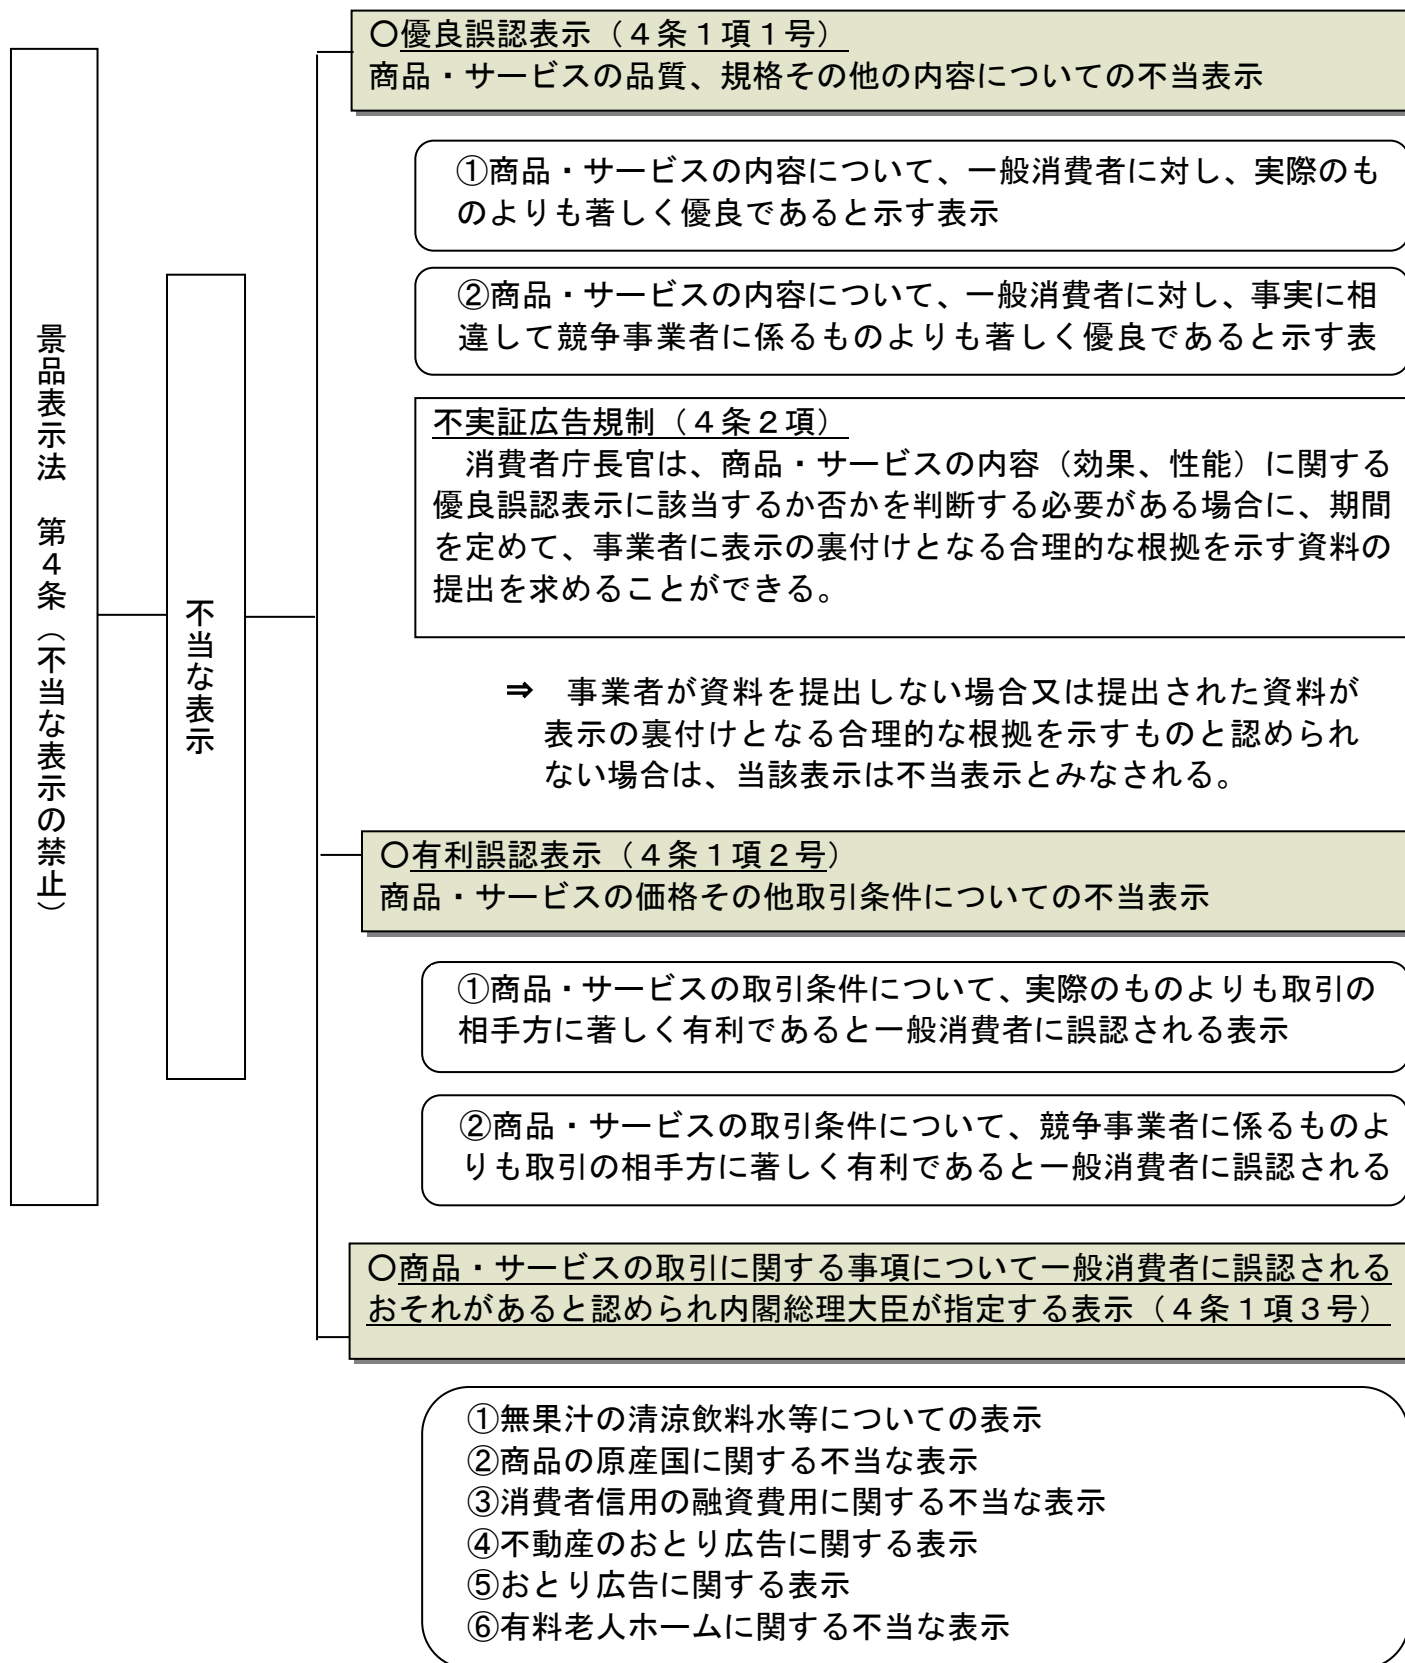 景品表示法　第４条（不当な表示の禁止）
不当な表示
○優良誤認表示（４条１項１号）
商品・サービスの品質、規格その他の内容についての不当表示
①商品・サービスの内容について、一般消費者に対し、実際のも
のよりも著しく優良であると示す表示
②商品・サービスの内容について、一般消費者に対し、事実に相
違して競争事業者に係るものよりも著しく優良であると示す表
不実証広告規制（４条２項）
消費者庁長官は、商品・サービスの内容（効果、性能）に関する
優良誤認表示に該当するか否かを判断する必要がある場合に、期間
を定めて、事業者に表示の裏付けとなる合理的な根拠を示す資料の
提出を求めることができる。
⇒　事業者が資料を提出しない場合又は提出された資料が
表示の裏付けとなる合理的な根拠を示すものと認められ
ない場合は、当該表示は不当表示とみなされる。
○有利誤認表示（４条１項２号）
商品・サービスの価格その他取引条件についての不当表示
①商品・サービスの取引条件について、実際のものよりも取引の
相手方に著しく有利であると一般消費者に誤認される表示
②商品・サービスの取引条件について、競争事業者に係るものよ
りも取引の相手方に著しく有利であると一般消費者に誤認される
○商品・サービスの取引に関する事項について一般消費者に誤認される
おそれがあると認められ内閣総理大臣が指定する表示（４条１項３号）
①無果汁の清涼飲料水等についての表示
②商品の原産国に関する不当な表示
③消費者信用の融資費用に関する不当な表示
④不動産のおとり広告に関する表示
⑤おとり広告に関する表示
⑥有料老人ホームに関する不当な表示